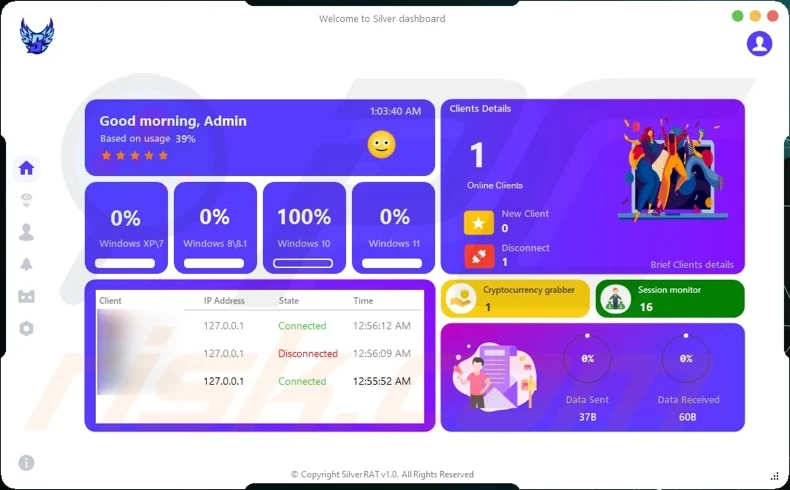 Welcome to Silver dashboard
S
1:03:40 AM
Good morning, Admin
Based on usage 39%
0%
Windows XP\7
0%
Windows 8\8.1
100%
Windows 10
0%
Windows 11
Clients Details
1
Online Clients
New Client
0
Disconnect
1
Brief Clients details
Client IP Address State Time
127.0.0.1 Connected 12:56:12 AM
127.0.0.1 Disconnected 12:56:09 AM
127.0.0.1 Connected 12:55:52 AM
Cryptocurrency grabber
1
Session monitor
16
0%
Data Sent
37B
0%
Data Received
60B
© Copyright SilverRAT v1.0. All Rights Reserved
PC
risk.com